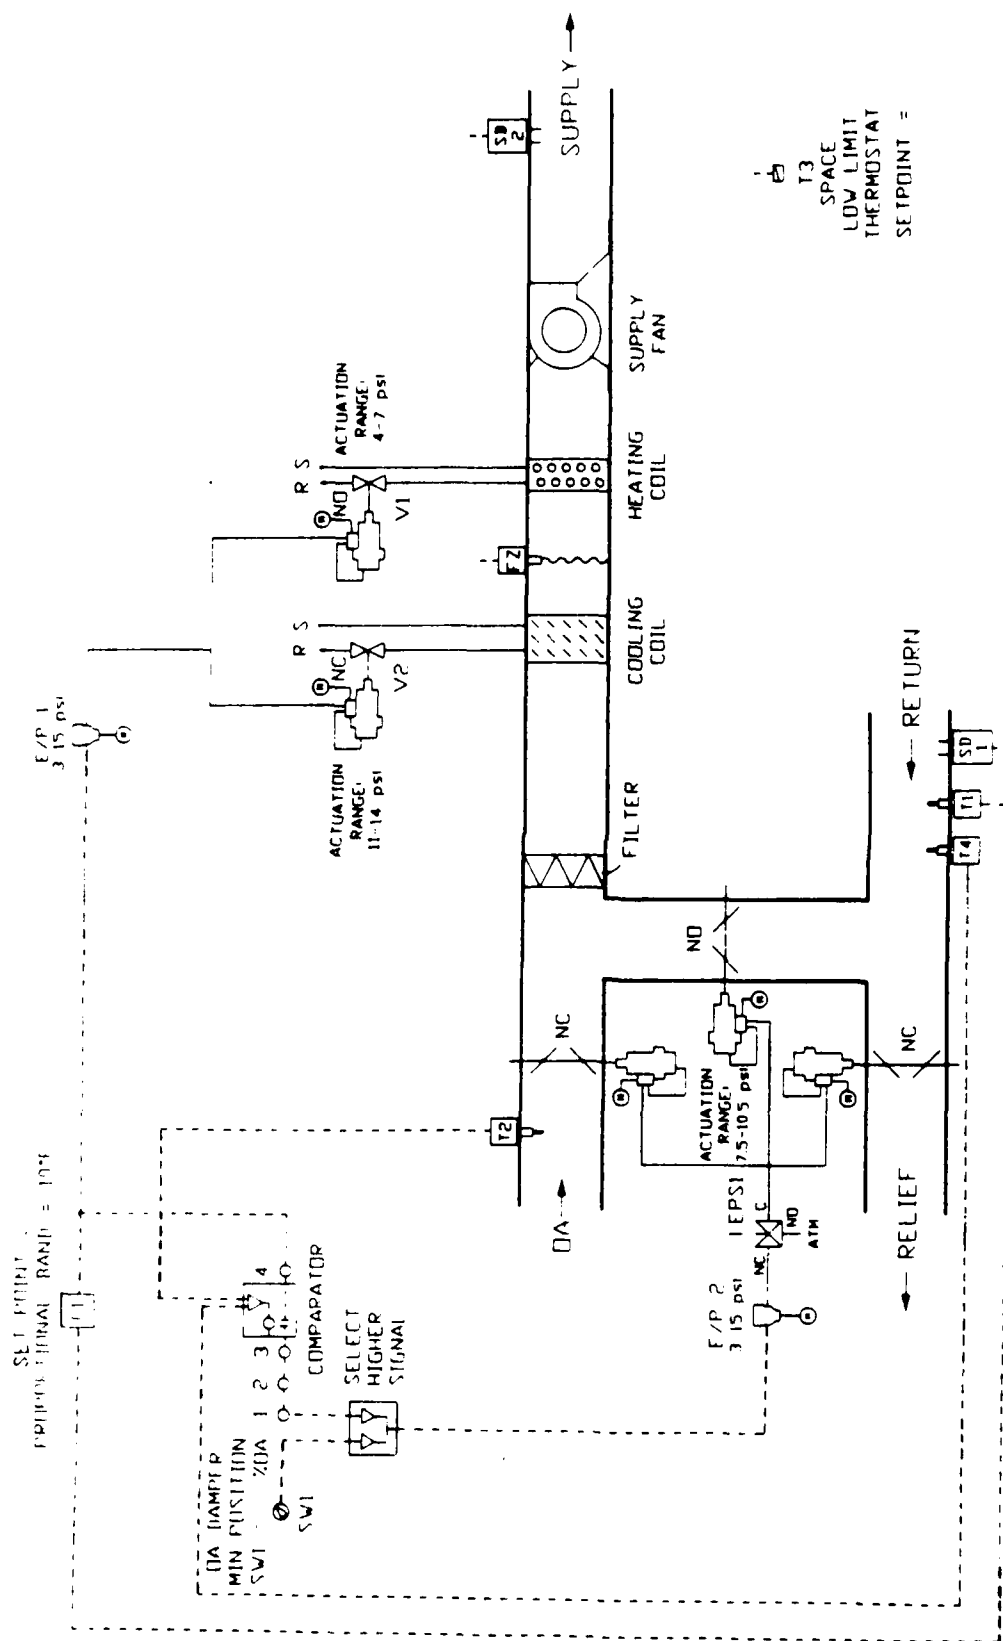 SET POINT
PROPORTIONAL BAND =
E/P 1
3 15 psi
OA DAMPER
MIN POSITION
SW1
%OA
SW1
1 2 3 4
COMPARATOR
SELECT
HIGHER
SIGNAL
E/P 2
3 15 psi
1EPS1
NC
C
NO
ATM
ACTUATION
RANGE:
11-14 psi
R S
NC
V2
ACTUATION
RANGE:
4-7 psi
R S
NO
V1
T2
OA
NC
FILTER
COOLING
COIL
FZ
HEATING
COIL
SUPPLY
FAN
SD
2
SUPPLY
NO
ACTUATION
RANGE:
7.5-10.5 psi
NC
RELIEF
RETURN
T4
T1
SD
1
T3
SPACE
LOW LIMIT
THERMOSTAT
SETPOINT =